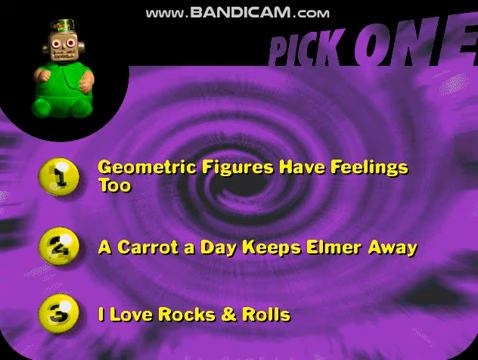 www.BANDICAM.com
PICK ONE
1
Geometric Figures Have Feelings
Too
2
A Carrot a Day Keeps Elmer Away
3
I Love Rocks & Rolls